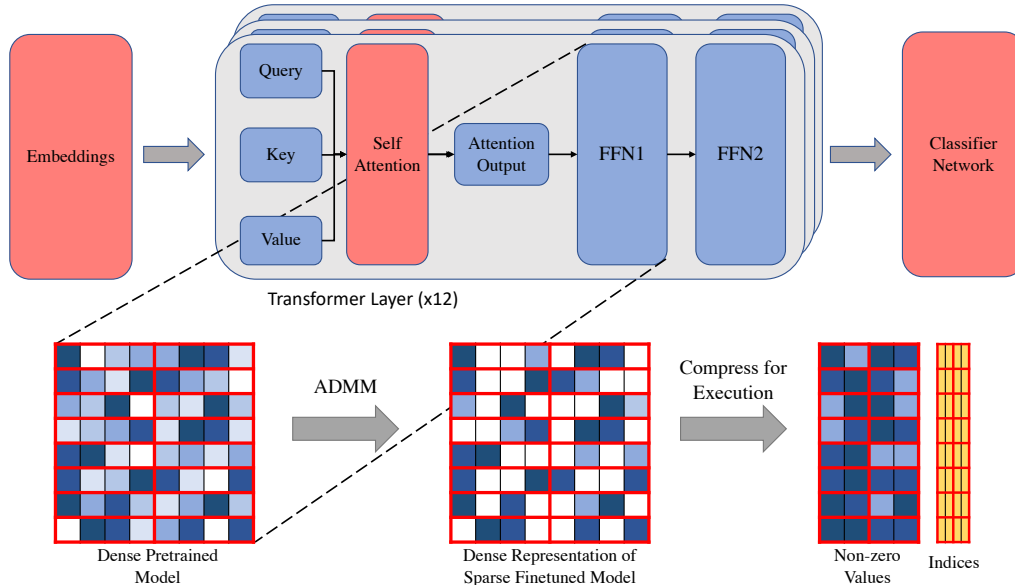 Embeddings
Query
Key
Value
Self
Attention
Attention
Output
FFN1
FFN2
Classifier
Network
Transformer Layer (x12)
ADMM
Compress for
Execution
Dense Pretrained
Model
Dense Representation of
Sparse Finetuned Model
Non-zero
Values
Indices